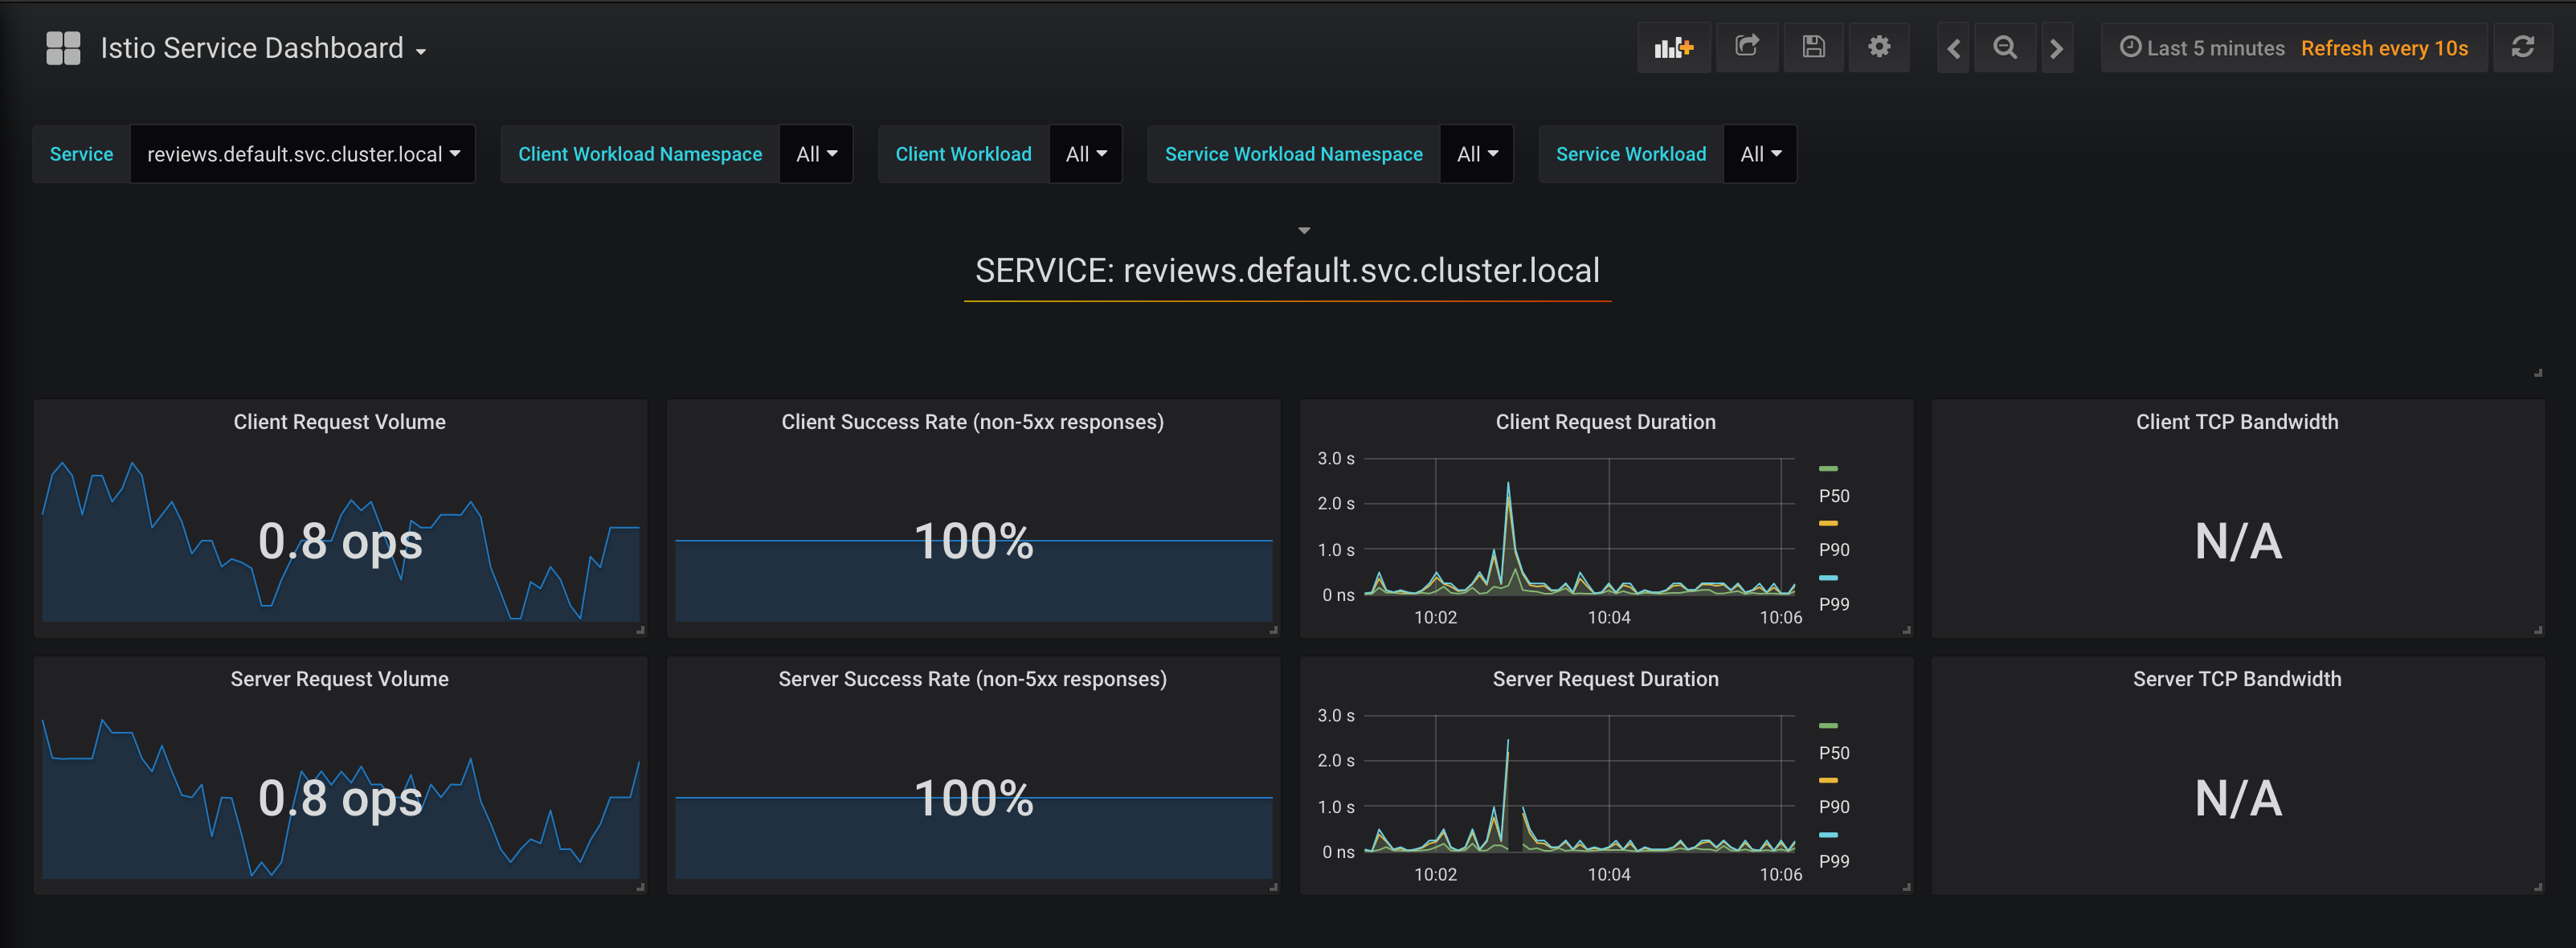 Istio Service Dashboard
Last 5 minutes Refresh every 10s
Service reviews.default.svc.cluster.local Client Workload Namespace All Client Workload All Service Workload Namespace All Service Workload All
SERVICE: reviews.default.svc.cluster.local
Client Request Volume
0.8 ops
Client Success Rate (non-5xx responses)
100%
Client Request Duration
3.0 s
2.0 s
1.0 s
0 ns
10:02 10:04 10:06
P50
P90
P99
Client TCP Bandwidth
N/A
Server Request Volume
0.8 ops
Server Success Rate (non-5xx responses)
100%
Server Request Duration
3.0 s
2.0 s
1.0 s
0 ns
10:02 10:04 10:06
P50
P90
P99
Server TCP Bandwidth
N/A